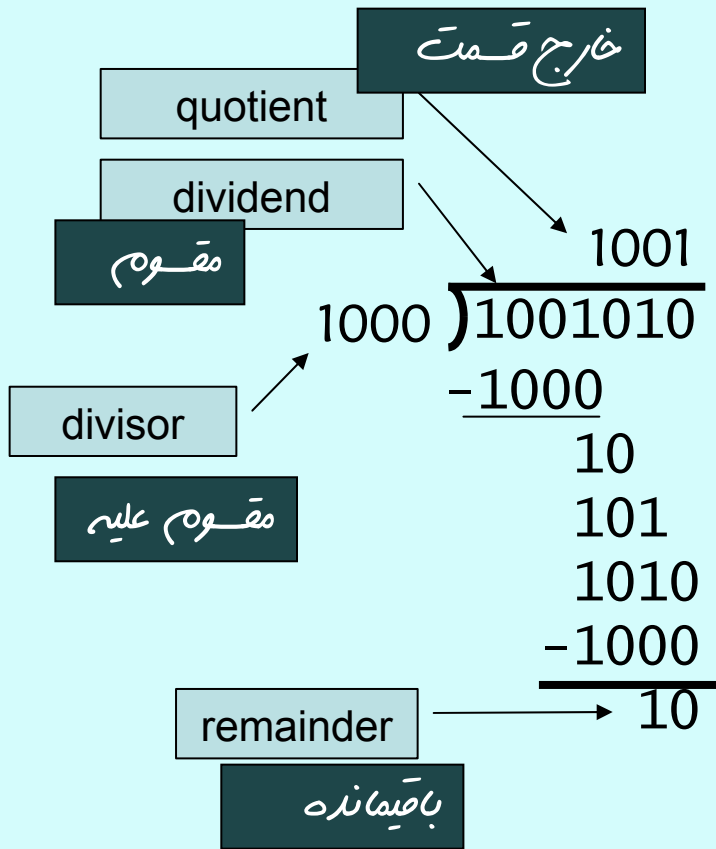 خارج قسمت
quotient
dividend
مقسوم
1001
1000 )1001010
-1000
divisor
10
مقسوم علیه
101
1010
-1000
remainder
10
باقیمانده